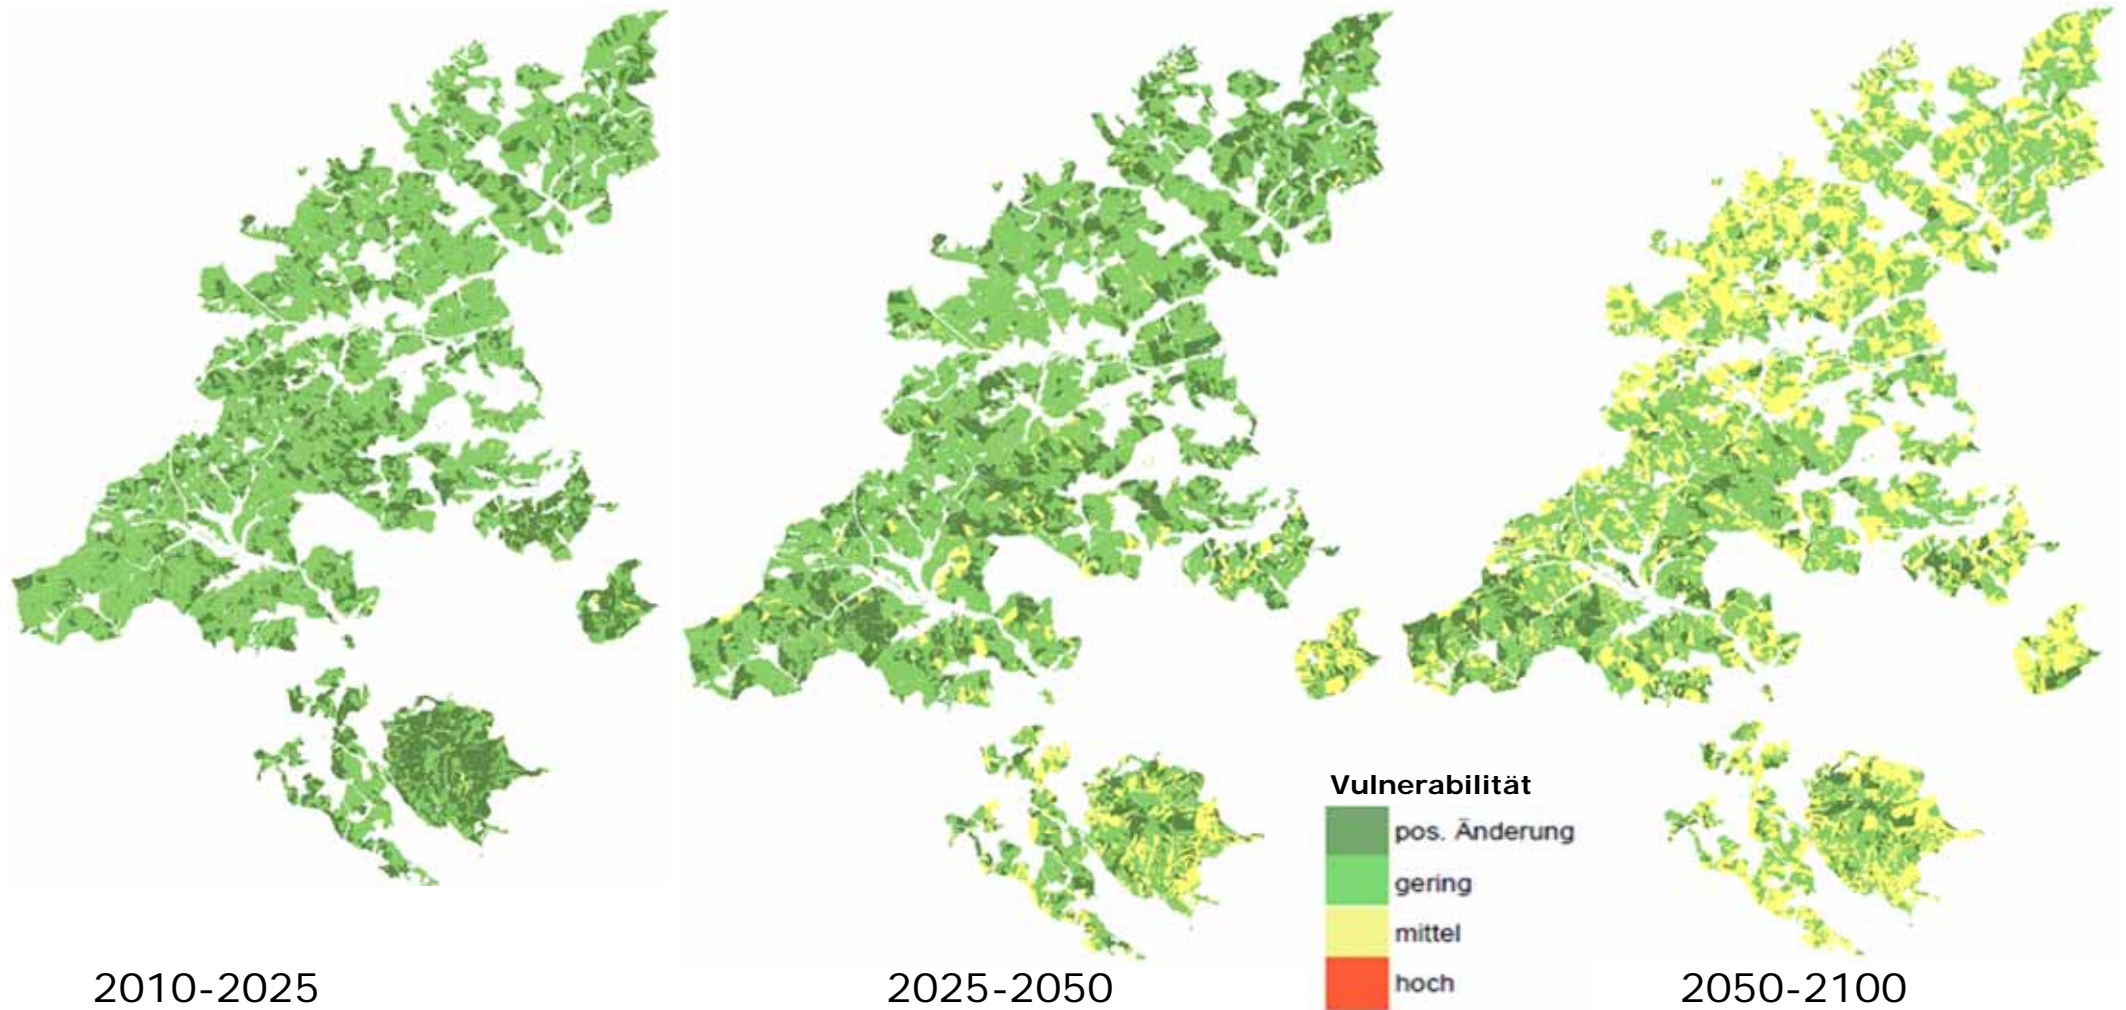 Vulnerabilität
pos. Änderung
gering
mittel
hoch
2010-2025
2025-2050
2050-2100